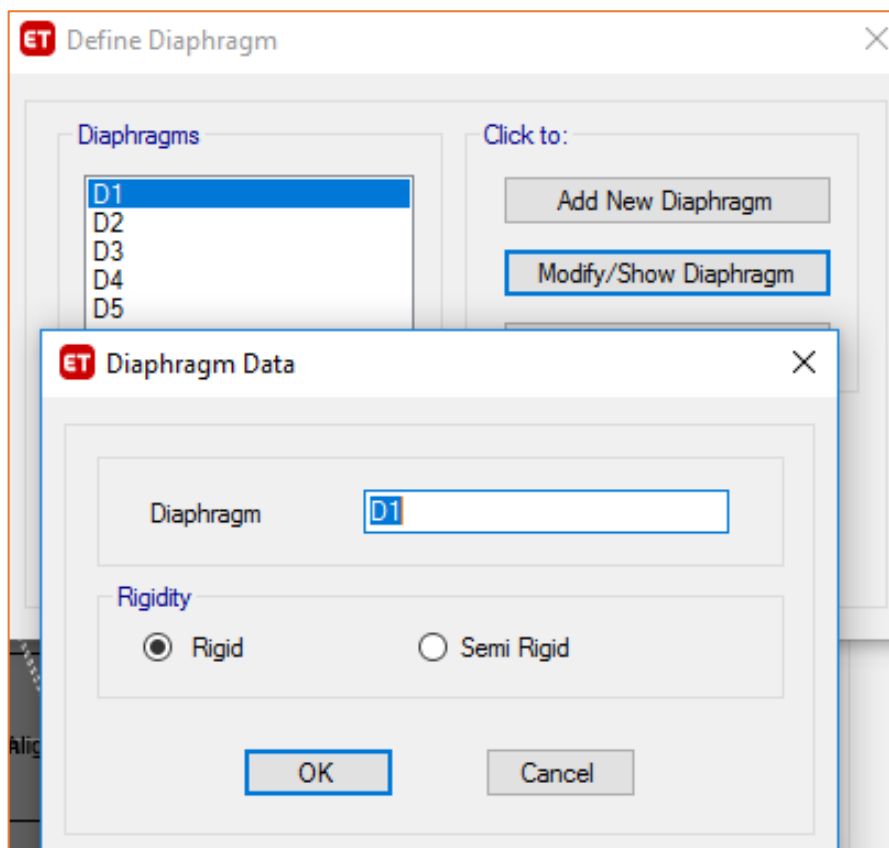 ET Define Diaphragm
Diaphragms
Click to:
D1
D2
D3
D4
D5
Add New Diaphragm
Modify/Show Diaphragm
ET Diaphragm Data
Diaphragm
D1
Rigidity
Rigid
Semi Rigid
OK
Cancel